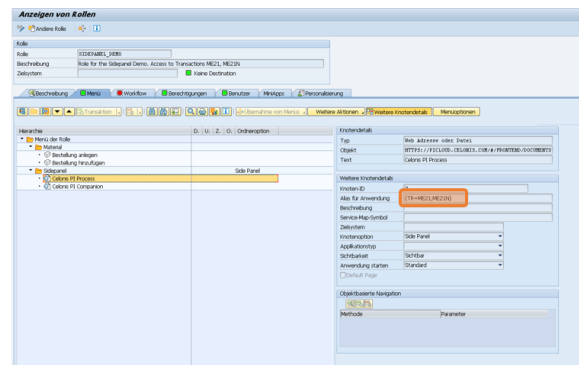 Anzeigen von Rollen
Andere Rolle
Rolle
Rolle SIDEPANEL_DEMO
Beschreibung Role for the Sidepanel Demo. Access to Transactions ME21, ME21N
Zielsystem Keine Destination
Beschreibung Menü Workflow Berechtigungen Benutzer MiniApps Personalisierung
Transaktion Übernahme von Menüs Weitere Aktionen Weitere Knotendetails Menüoptionen
Hierarchie D. U. Z. O. Ordneroption
Menü der Rolle
Material
Bestellung anlegen
Bestellung hinzufügen
Sidepanel Side Panel
Celonis PI Process
Celonis PI Companion
Knotendetails
Typ Web Adresse oder Datei
Objekt HTTPS://PICLOUD.CELONIS.COM/#/FRONTEND/DOCUMENTS
Text Celonis PI Process
Weitere Knotendetails
Knoten-ID
Alias für Anwendung (TR=ME21;ME21N)
Beschreibung
Service-Map-Symbol
Zielsystem
Knotenoption Side Panel
Applikationstyp
Sichtbarkeit Sichtbar
Anwendung starten Standard
Default Page
Objektbasierte Navigation
Methode Parameter